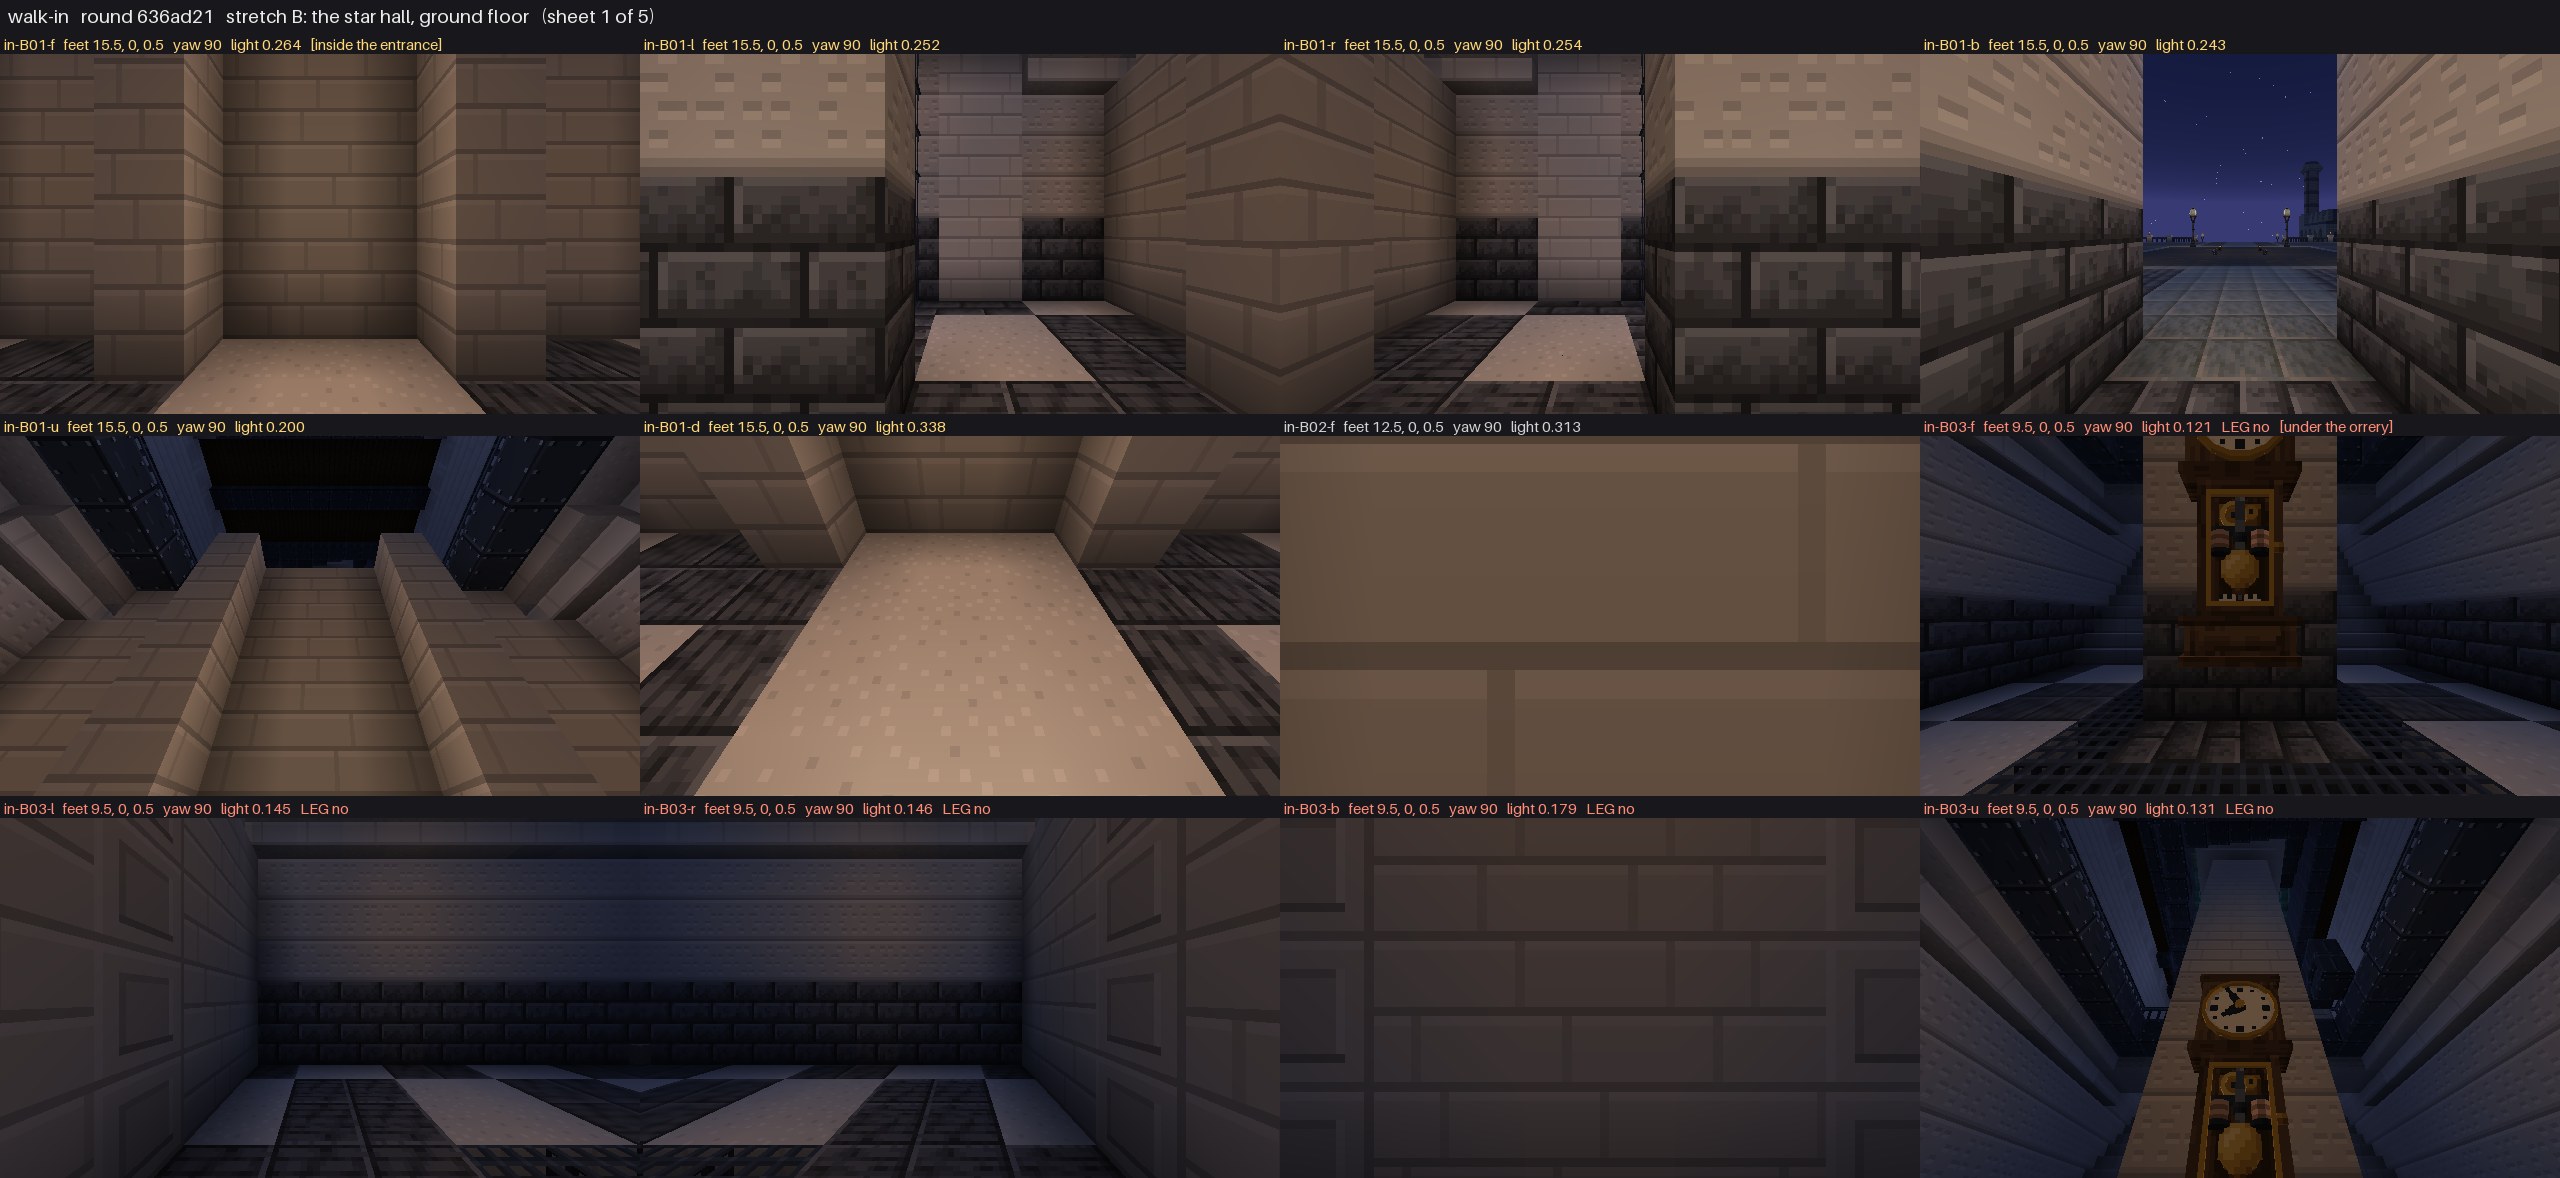 walk-in round 636ad21 stretch B: the star hall, ground floor (sheet 1 of 5)
in-B01-f feet 15.5, 0, 0.5 yaw 90 light 0.264 [inside the entrance]
in-B01-l feet 15.5, 0, 0.5 yaw 90 light 0.252
in-B01-r feet 15.5, 0, 0.5 yaw 90 light 0.254
in-B01-b feet 15.5, 0, 0.5 yaw 90 light 0.243
in-B01-u feet 15.5, 0, 0.5 yaw 90 light 0.200
in-B01-d feet 15.5, 0, 0.5 yaw 90 light 0.338
in-B02-f feet 12.5, 0, 0.5 yaw 90 light 0.313
in-B03-f feet 9.5, 0, 0.5 yaw 90 light 0.121 LEG no [under the orrery]
in-B03-l feet 9.5, 0, 0.5 yaw 90 light 0.145 LEG no
in-B03-r feet 9.5, 0, 0.5 yaw 90 light 0.146 LEG no
in-B03-b feet 9.5, 0, 0.5 yaw 90 light 0.179 LEG no
in-B03-u feet 9.5, 0, 0.5 yaw 90 light 0.131 LEG no